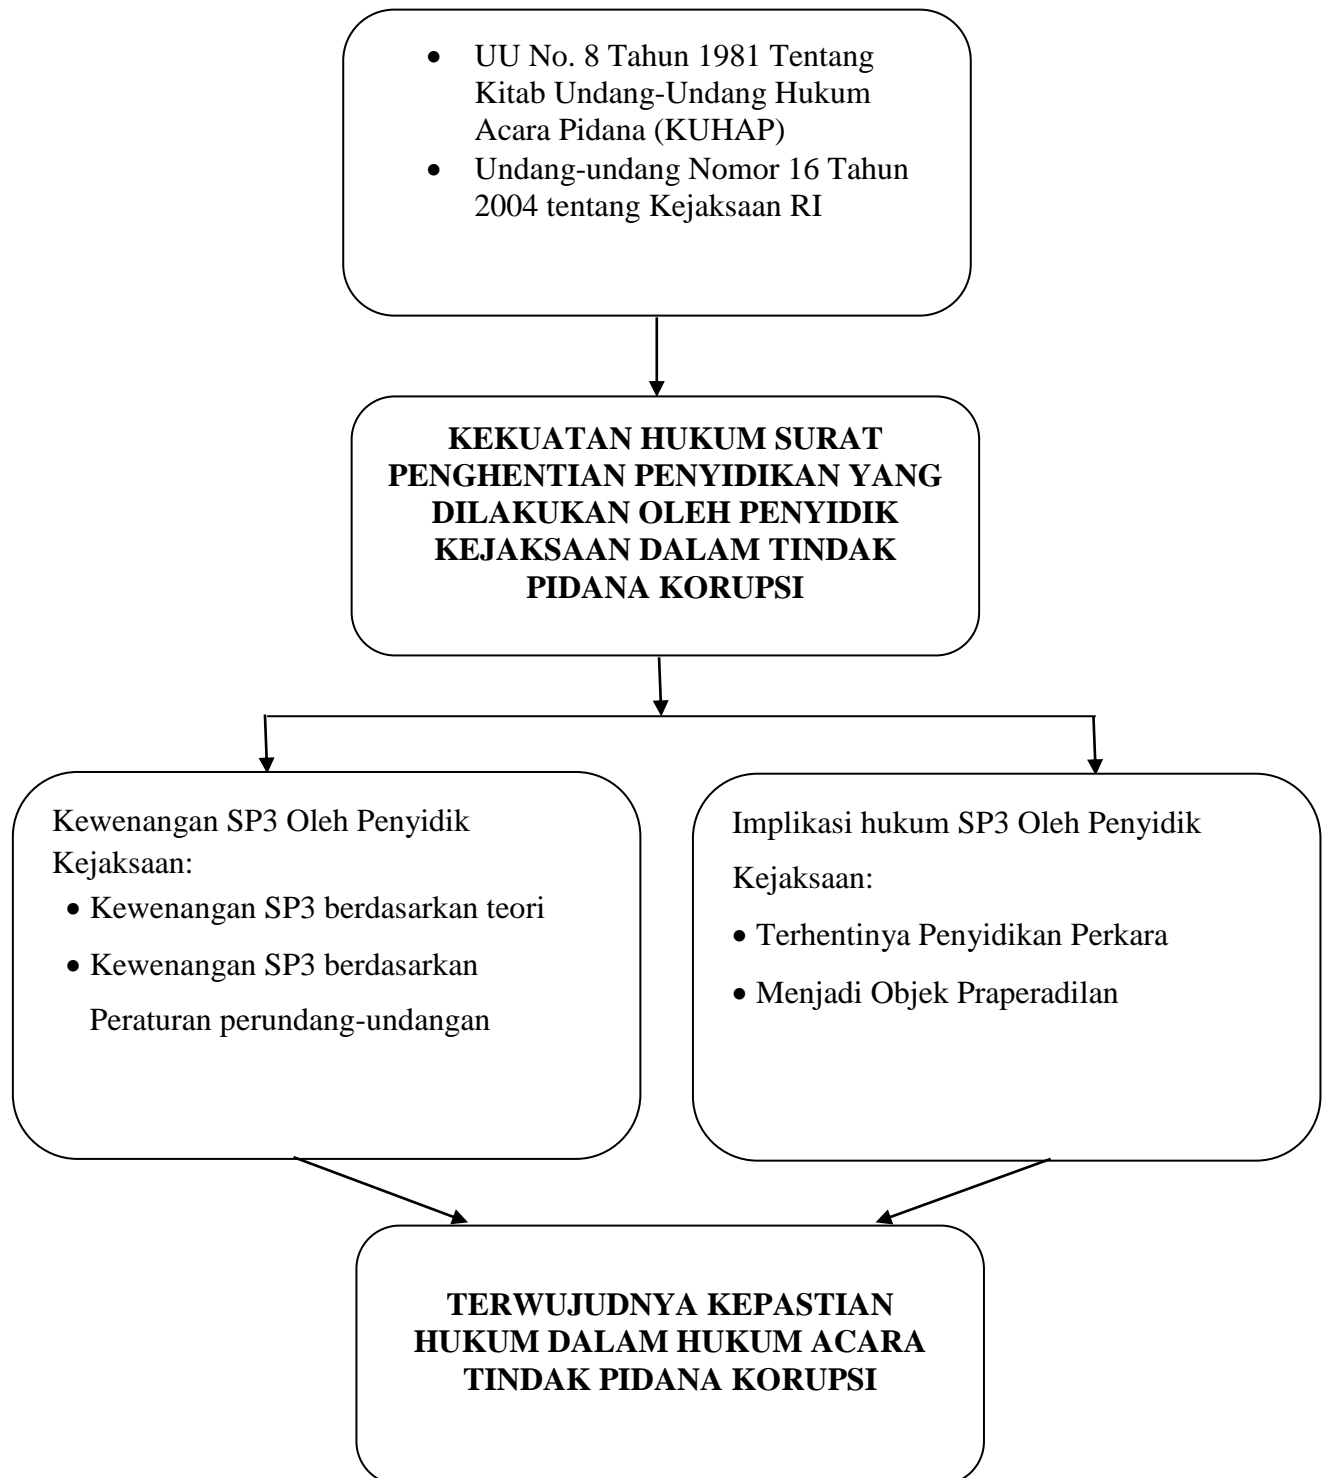 • UU No. 8 Tahun 1981 Tentang
Kitab Undang-Undang Hukum
Acara Pidana (KUHAP)
• Undang-undang Nomor 16 Tahun
2004 tentang Kejaksaan RI
KEKUATAN HUKUM SURAT
PENGHENTIAN PENYIDIKAN YANG
DILAKUKAN OLEH PENYIDIK
KEJAKSAAN DALAM TINDAK
PIDANA KORUPSI
Kewenangan SP3 Oleh Penyidik
Kejaksaan:
• Kewenangan SP3 berdasarkan teori
• Kewenangan SP3 berdasarkan
Peraturan perundang-undangan
Implikasi hukum SP3 Oleh Penyidik
Kejaksaan:
• Terhentinya Penyidikan Perkara
• Menjadi Objek Praperadilan
TERWUJUDNYA KEPASTIAN
HUKUM DALAM HUKUM ACARA
TINDAK PIDANA KORUPSI